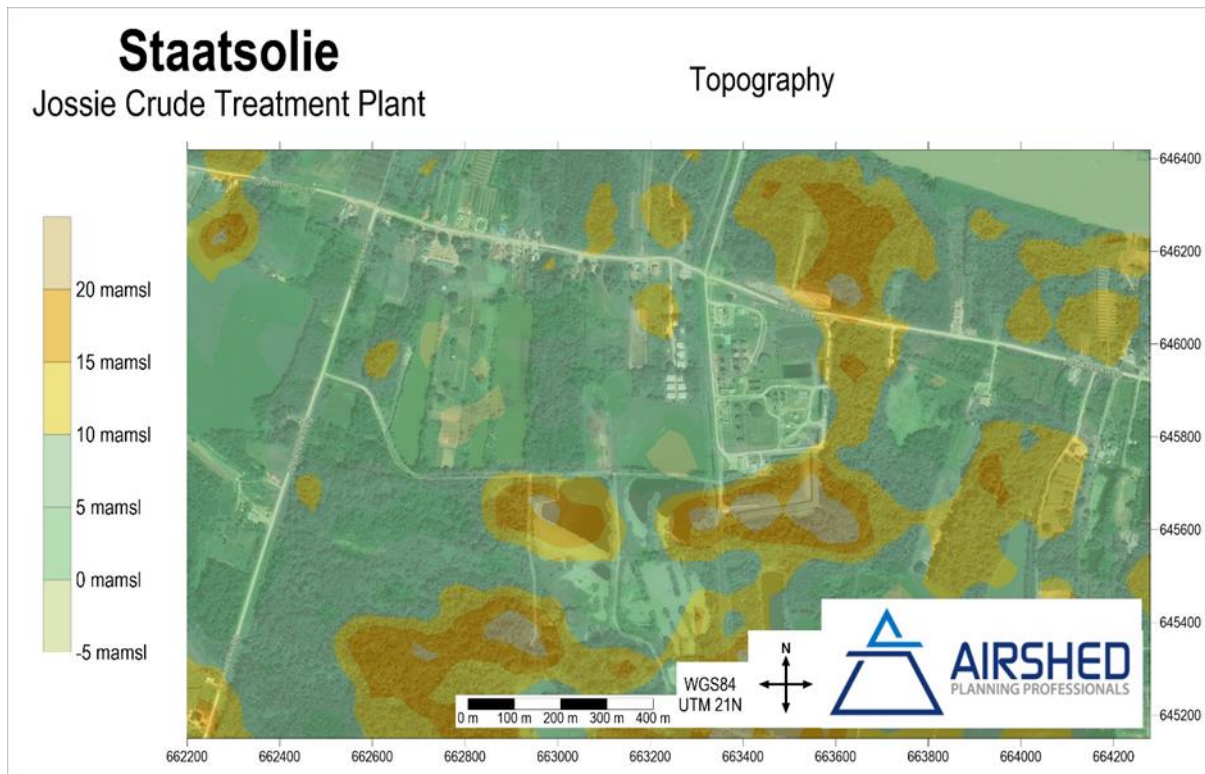 Staatsolie
Jossie Crude Treatment Plant
Topography
20 mamsl
15 mamsl
10 mamsl
5 mamsl
0 mamsl
-5 mamsl
646400
646200
646000
645800
645600
645400
645200
N
WGS84
UTM 21N
0 m 100 m 200 m 300 m 400 m
AIRSHED
PLANNING PROFESSIONALS
662200 662400 662600 662800 663000 663200 663400 663600 663800 664000 664200